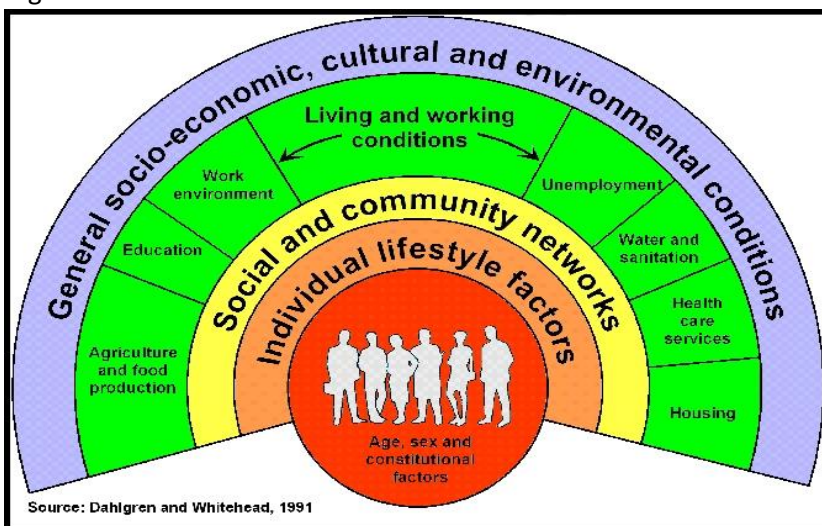 General socio-economic, cultural and environmental conditions
Living and working
conditions
Work
environment
Unemployment
Education
Water and
sanitation
Social and community networks
Individual lifestyle factors
Agriculture
and food
production
Health
care
services
Housing
Age, sex and
constitutional
factors
Source: Dahlgren and Whitehead, 1991